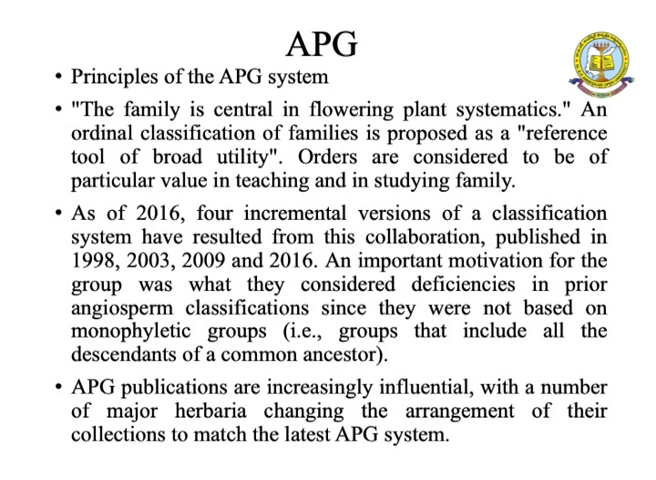 APG
• Principles of the APG system
• "The family is central in flowering plant systematics." An
ordinal classification of families is proposed as a "reference
tool of broad utility". Orders are considered to be of
particular value in teaching and in studying family.
• As of 2016, four incremental versions of a classification
system have resulted from this collaboration, published in
1998, 2003, 2009 and 2016. An important motivation for the
group was what they considered deficiencies in prior
angiosperm classifications since they were not based on
monophyletic groups (i.e., groups that include all the
descendants of a common ancestor).
• APG publications are increasingly influential, with a number
of major herbaria changing the arrangement of their
collections to match the latest APG system.